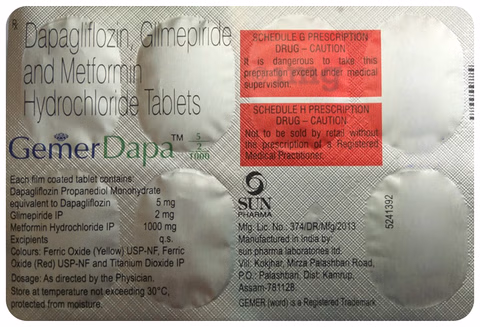 Rx
Dapagliflozin, Glimepiride
and Metformin
Hydrochloride Tablets
GemerDapa™ 5
2
1000
Each film coated tablet contains:
Dapagliflozin Propanediol Monohydrate
equivalent to Dapagliflozin 5 mg
Glimepiride IP 2 mg
Metformin Hydrochloride IP 1000 mg
Excipients q.s.
Colours: Ferric Oxide (Yellow) USP-NF, Ferric
Oxide (Red) USP-NF and Titanium Dioxide IP
Dosage: As directed by the Physician.
Store at temperature not exceeding 30°C,
protected from moisture.
SCHEDULE G PRESCRIPTION
DRUG – CAUTION
It is dangerous to take this
preparation except under medical
supervision.
SCHEDULE H PRESCRIPTION
DRUG – CAUTION
Not to be sold by retail without
the prescription of a Registered
Medical Practitioner.
SUN
PHARMA
Mfg. Lic. No.: 374/DR/Mfg/2013
Manufactured in India by:
sun pharma laboratories ltd.
Vill: Kokjhar, Mirza Palashbari Road,
P.O.: Palashbari, Dist: Kamrup,
Assam-781128.
GEMER (word) is a Registered Trademark
5241392